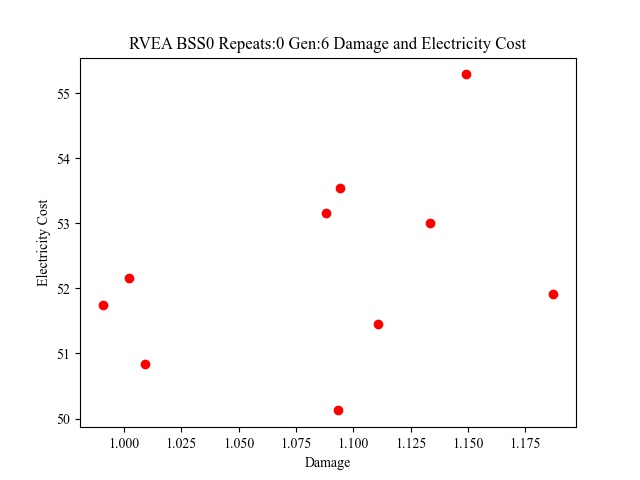 RVEA BSS0 Repeats:0 Gen:6 Damage and Electricity Cost
55
54
53
52
51
50
Electricity Cost
1.000 1.025 1.050 1.075 1.100 1.125 1.150 1.175
Damage